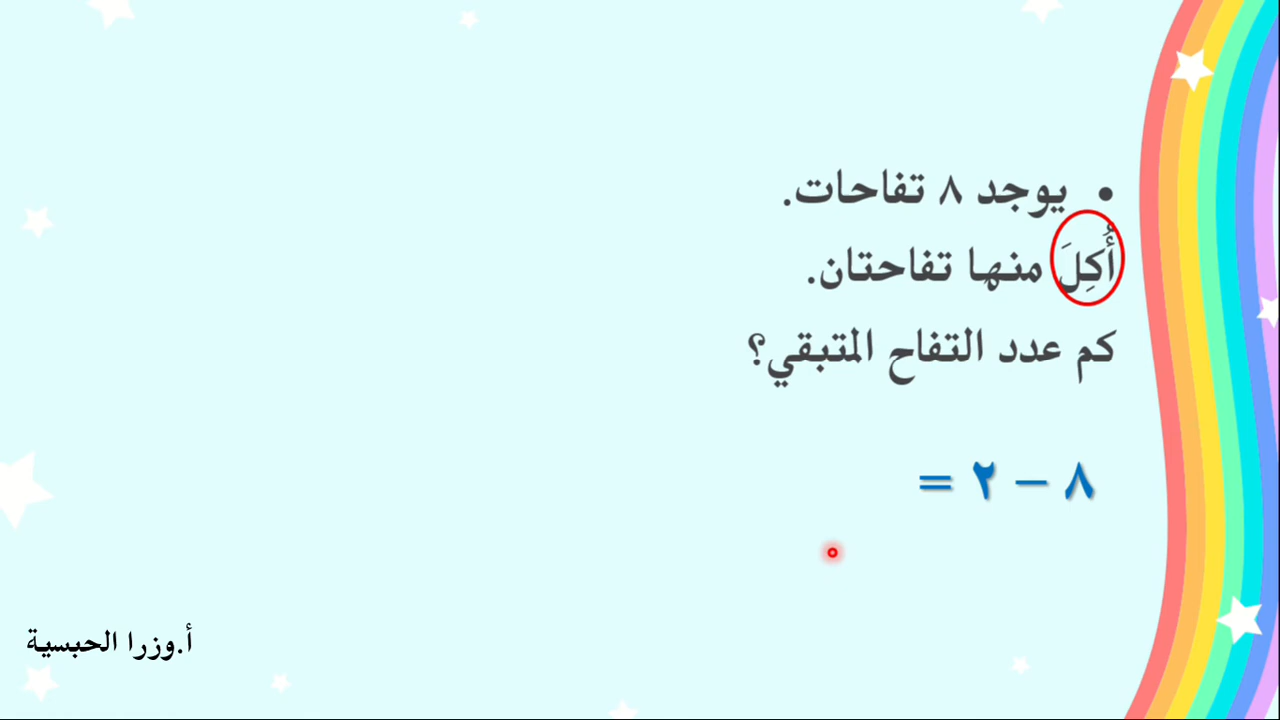 • يوجد ٨ تفاحات.
أُكِلَ منها تفاحتان.
كم عدد التفاح المتبقي؟
٨ – ٢ =
أ.وزرا الحبسية